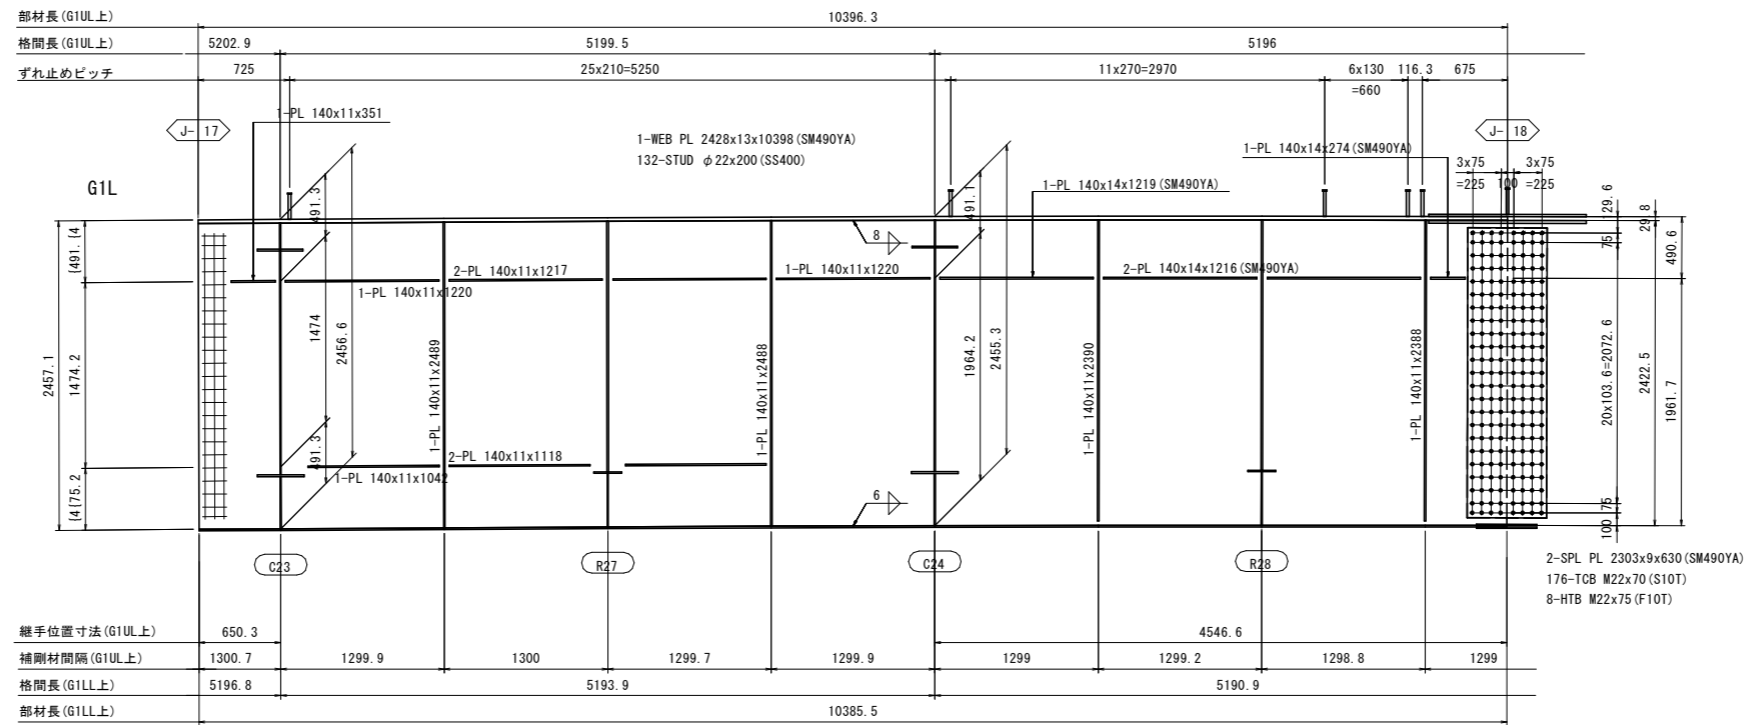 部材長(G1UL上) 10396.3
格間長(G1UL上) 5202.9 5199.5 5196
ずれ止めピッチ 725 25x210=5250 11x270=2970 6x130 116.3 675
=660
1-PL 140x11x351
J- 17
1-WEB PL 2428x13x10398(SM490YA)
132-STUD φ22x200(SS400)
J- 18
1-PL 140x14x274(SM490YA)
3x75 3x75
=225 100 =225
1-PL 140x14x1219(SM490YA)
G1L
491.3
491.1
129.6
29.8
75
490.6
[491.[4
8
2-PL 140x11x1217
1-PL 140x11x1220
2-PL 140x14x1216(SM490YA)
1-PL 140x11x1220
2457.1
1474.2
1474
2456.6
1-PL 140x11x2489
1-PL 140x11x2488
1964.2
2455.3
1-PL 140x11x2390
1-PL 140x11x2388
20x103.6=2072.6
2422.5
1961.7
491.3
2-PL 140x11x1118
1-PL 140x11x1042
[4[75.2
6
75
100
C23 R27 C24 R28
2-SPL PL 2303x9x630(SM490YA)
176-TCB M22x70(S10T)
8-HTB M22x75(F10T)
継手位置寸法(G1UL上) 650.3 4546.6
補剛材間隔(G1UL上) 1300.7 1299.9 1300 1299.7 1299.9 1299 1299.2 1298.8 1299
格間長(G1LL上) 5196.8 5193.9 5190.9
部材長(G1LL上) 10385.5